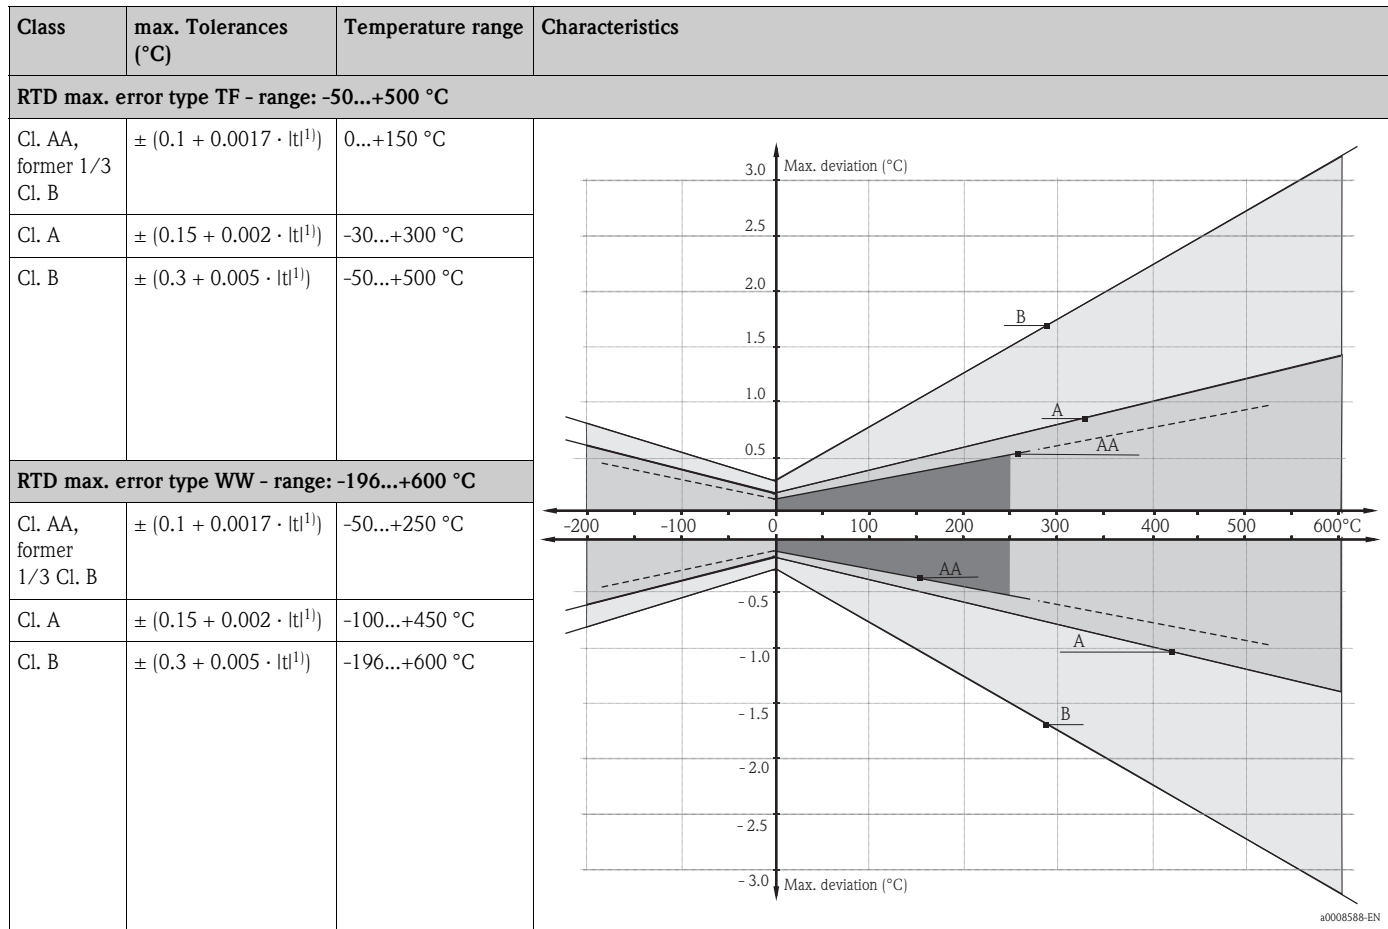 Class max. Tolerances (°C) Temperature range Characteristics
RTD max. error type TF - range: -50...+500 °C
Cl. AA, former 1/3 Cl. B ± (0.1 + 0.0017 · |t|¹⁾) 0...+150 °C
Cl. A ± (0.15 + 0.002 · |t|¹⁾) -30...+300 °C
Cl. B ± (0.3 + 0.005 · |t|¹⁾) -50...+500 °C
RTD max. error type WW - range: -196...+600 °C
Cl. AA, former 1/3 Cl. B ± (0.1 + 0.0017 · |t|¹⁾) -50...+250 °C
Cl. A ± (0.15 + 0.002 · |t|¹⁾) -100...+450 °C
Cl. B ± (0.3 + 0.005 · |t|¹⁾) -196...+600 °C
Max. deviation (°C)
3.0
2.5
2.0
B
1.5
1.0
A
AA
0.5
-200 -100 0 100 200 300 400 500 600°C
AA
- 0.5
A
- 1.0
B
- 1.5
- 2.0
- 2.5
- 3.0
Max. deviation (°C)
a0008588-EN